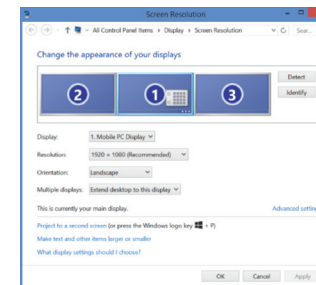 Screen Resolution
« All Control Panel Items › Display › Screen Resolution
Sear...
Change the appearance of your displays
2
1
3
Detect
Identify
Display: 1. Mobile PC Display
Resolution: 1920 × 1080 (Recommended)
Orientation: Landscape
Multiple displays: Extend desktop to this display
This is currently your main display.
Advanced settin
Project to a second screen (or press the Windows logo key + P)
Make text and other items larger or smaller
What display settings should I choose?
OK Cancel Apply